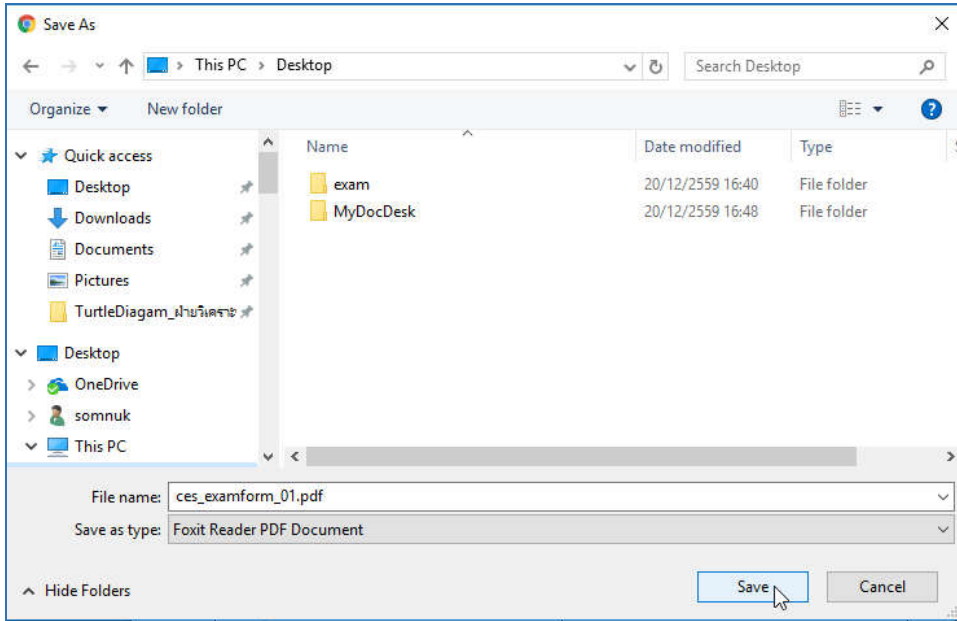 Save As
This PC > Desktop
Search Desktop
Organize
New folder
Name Date modified Type
Quick access
Desktop
Downloads
Documents
Pictures
TurtleDiagam_ฝ่ายวิเคราะ
Desktop
OneDrive
somnuk
This PC
exam 20/12/2559 16:40 File folder
MyDocDesk 20/12/2559 16:48 File folder
File name: ces_examform_01.pdf
Save as type: Foxit Reader PDF Document
Hide Folders
Save
Cancel